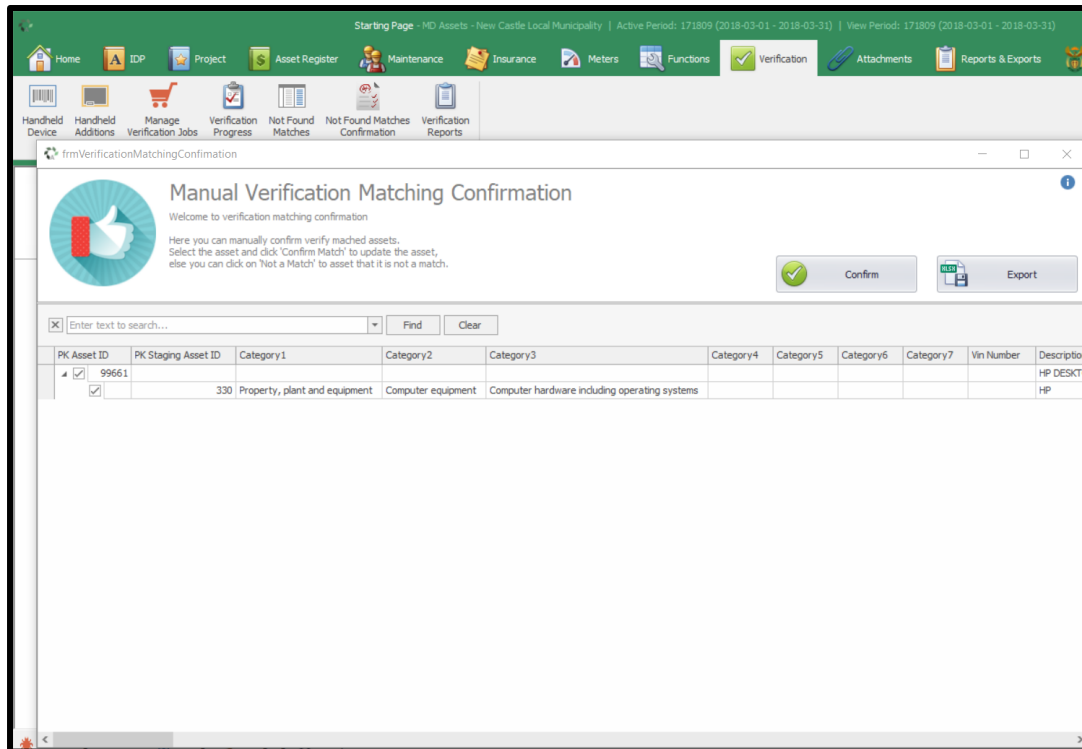 Starting Page - MD Assets - New Castle Local Municipality | Active Period: 171809 (2018-03-01 - 2018-03-31) | View Period: 171809 (2018-03-01 - 2018-03-31)
Home IDP Project Asset Register Maintenance Insurance Meters Functions Verification Attachments Reports & Exports
Handheld Device
Handheld Additions
Manage Verification Jobs
Verification Progress
Not Found Matches
Not Found Matches Confirmation
Verification Reports
frmVerificationMatchingConfimation
Manual Verification Matching Confirmation
Welcome to verification matching confirmation
Here you can manually confirm verify mached assets.
Select the asset and click 'Confirm Match' to update the asset,
else you can click on 'Not a Match' to asset that it is not a match.
XLSX
Confirm Export
Enter text to search... Find Clear
PK Asset ID PK Staging Asset ID Category1 Category2 Category3 Category4 Category5 Category6 Category7 Vin Number Descriptio
99661 HP DESKT
330 Property, plant and equipment Computer equipment Computer hardware including operating systems HP